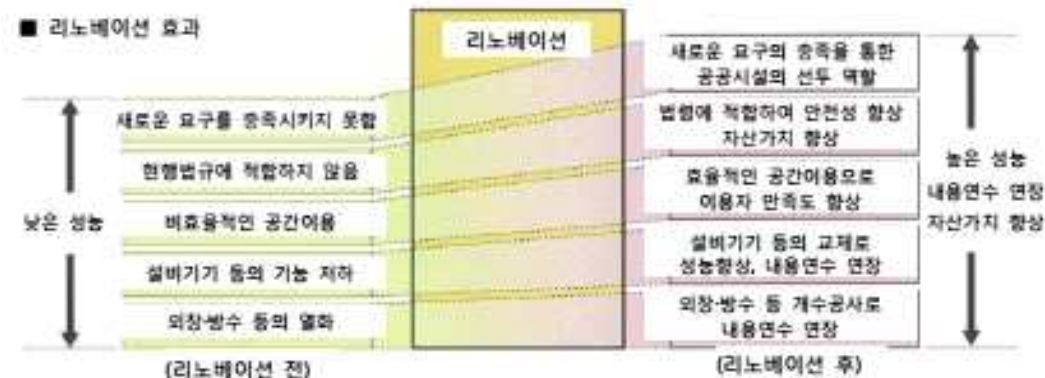 ■ 리노베이션 효과
리노베이션
새로운 요구를 충족시키지 못함
현행법규에 적합하지 않음
비효율적인 공간이용
설비기기 등의 기능 저하
외장·방수 등의 열화
낮은 성능
(리노베이션 전)
새로운 요구의 충족을 통한
공공시설의 선두 역할
법령에 적합하여 안전성 향상
자산가치 향상
효율적인 공간이용으로
이용자 만족도 향상
설비기기 등의 교체로
성능향상, 내용연수 연장
외장·방수 등 개수공사로
내용연수 연장
높은 성능
내용연수 연장
자산가치 향상
(리노베이션 후)